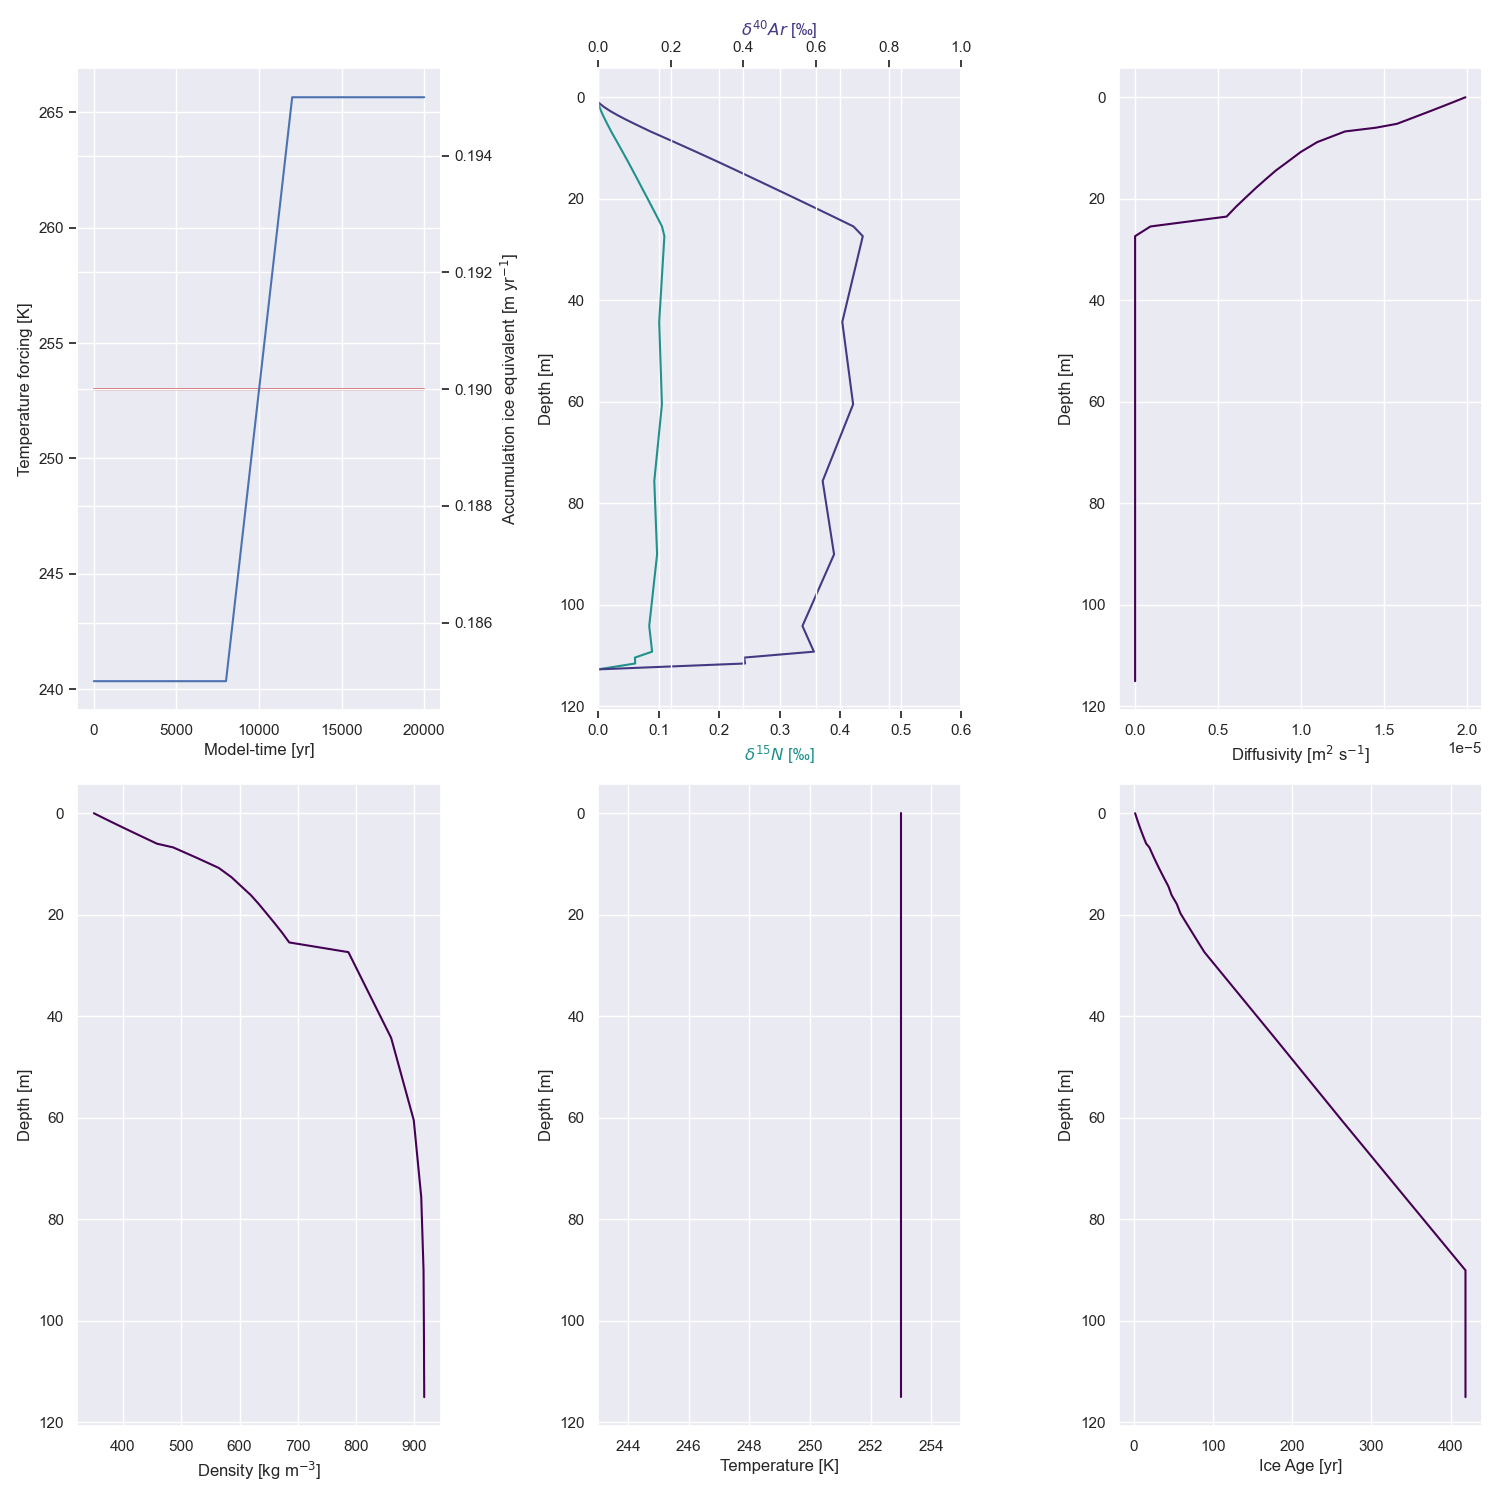 δ⁴⁰Ar [‰]
0.0 0.2 0.4 0.6 0.8 1.0
265
260
255
250
245
240
Temperature forcing [K]
0 5000 10000 15000 20000
Model-time [yr]
0.194
0.192
0.190
0.188
0.186
Accumulation ice equivalent [m yr⁻¹]
0
20
40
60
80
100
120
Depth [m]
0.0 0.1 0.2 0.3 0.4 0.5 0.6
δ¹⁵N [‰]
0
20
40
60
80
100
120
Depth [m]
0.0 0.5 1.0 1.5 2.0
1e−5
Diffusivity [m² s⁻¹]
0
20
40
60
80
100
120
Depth [m]
400 500 600 700 800 900
Density [kg m⁻³]
0
20
40
60
80
100
120
Depth [m]
244 246 248 250 252 254
Temperature [K]
0
20
40
60
80
100
120
Depth [m]
0 100 200 300 400
Ice Age [yr]